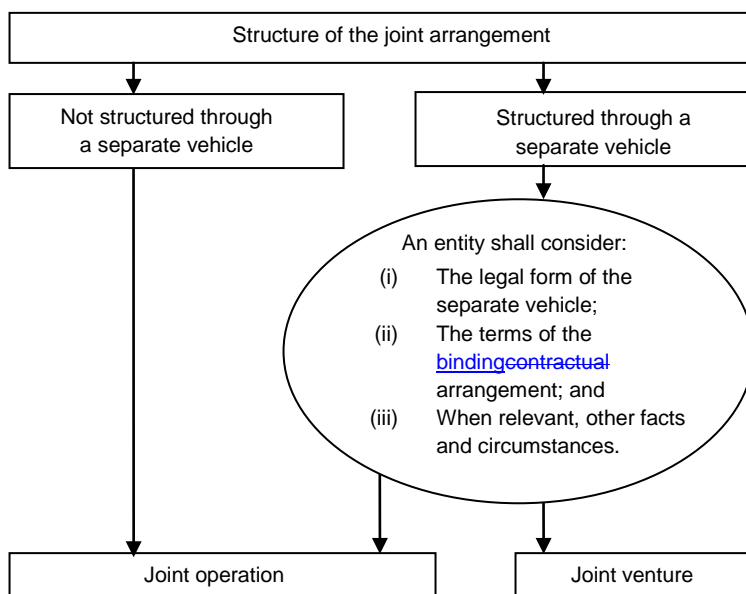 Structure of the joint arrangement
Not structured through
a separate vehicle
Structured through a
separate vehicle
An entity shall consider:
(i) The legal form of the
separate vehicle;
(ii) The terms of the
bindingcontractual
arrangement; and
(iii) When relevant, other facts
and circumstances.
Joint operation
Joint venture